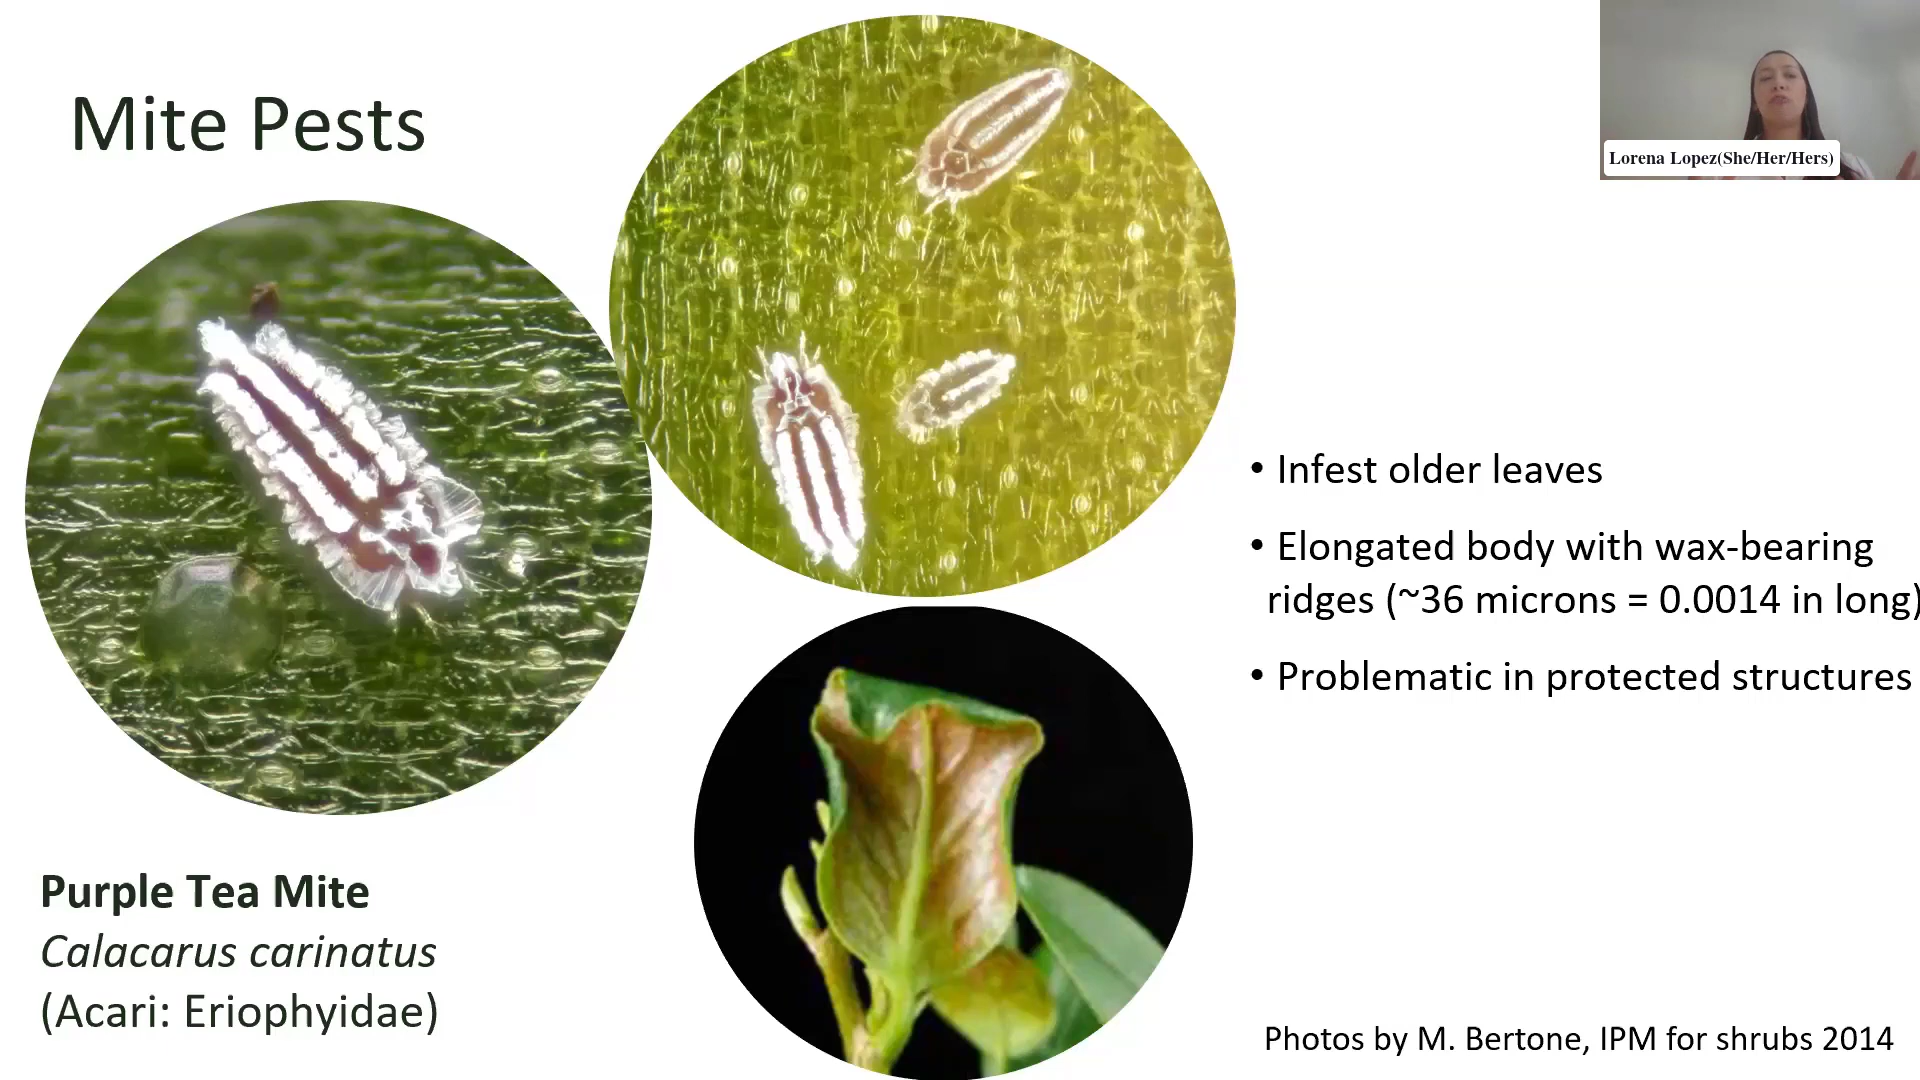 Mite Pests
Lorena Lopez(She/Her/Hers)
• Infest older leaves
• Elongated body with wax-bearing
ridges (~36 microns = 0.0014 in long)
• Problematic in protected structures
Purple Tea Mite
Calacarus carinatus
(Acari: Eriophyidae)
Photos by M. Bertone, IPM for shrubs 2014